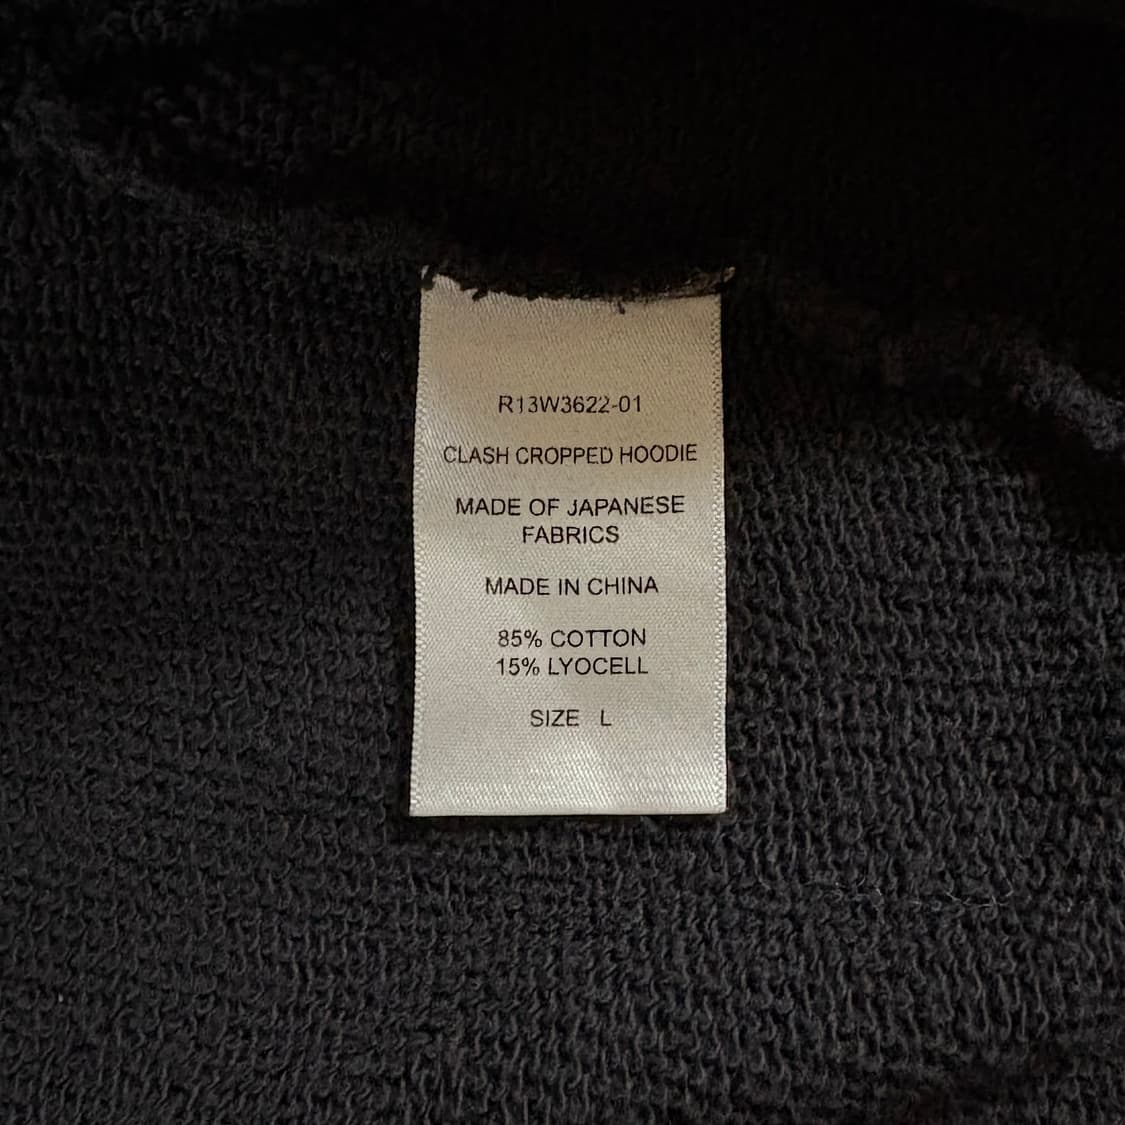 R13W3622-01
CLASH CROPPED HOODIE
MADE OF JAPANESE
FABRICS
MADE IN CHINA
85% COTTON
15% LYOCELL
SIZE L